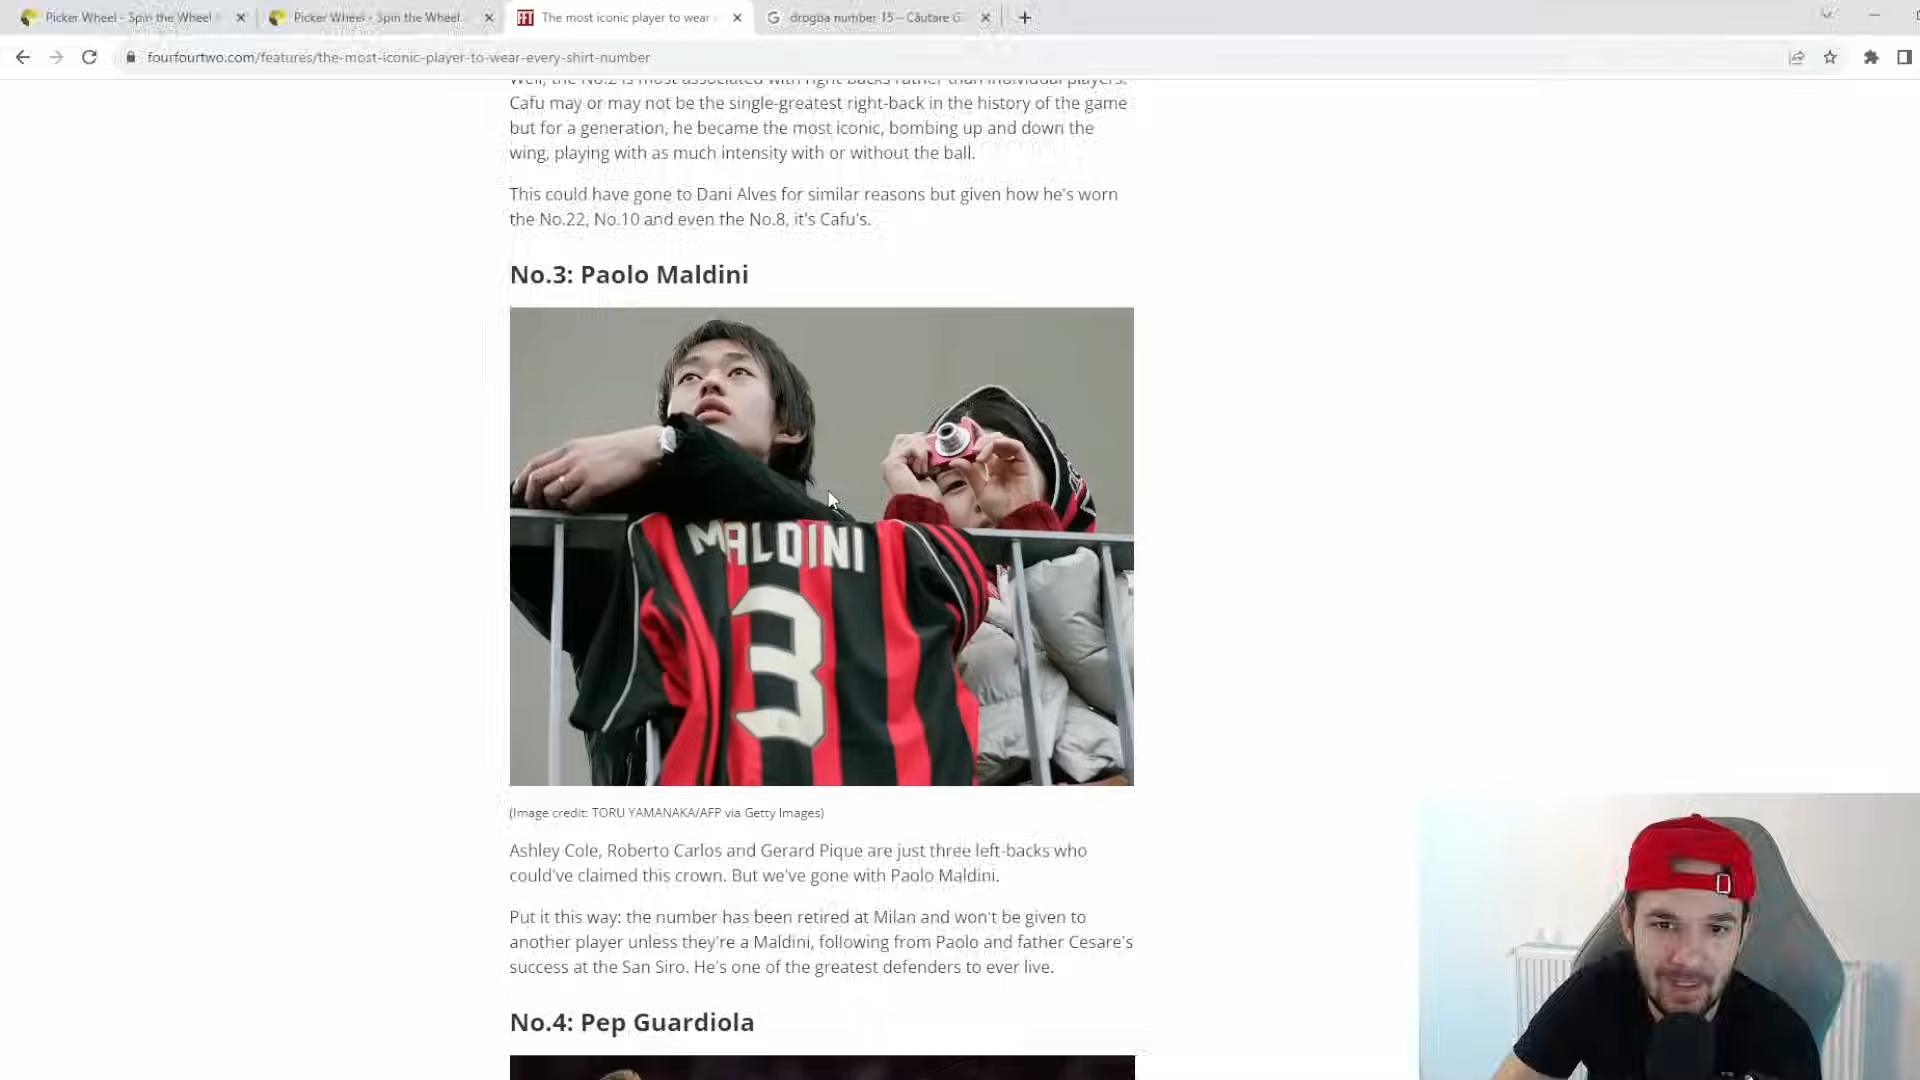 Picker Wheel - Spin the Wheel
Picker Wheel - Spin the Wheel
The most iconic player to wear
drogba number 15 – Căutare G
fourfourtwo.com/features/the-most-iconic-player-to-wear-every-shirt-number
Well, the No.2 is most associated with right-backs rather than individual players.
Cafu may or may not be the single-greatest right-back in the history of the game
but for a generation, he became the most iconic, bombing up and down the
wing, playing with as much intensity with or without the ball.
This could have gone to Dani Alves for similar reasons but given how he's worn
the No.22, No.10 and even the No.8, it's Cafu's.
No.3: Paolo Maldini
MALDINI
3
(Image credit: TORU YAMANAKA/AFP via Getty Images)
Ashley Cole, Roberto Carlos and Gerard Pique are just three left-backs who
could've claimed this crown. But we've gone with Paolo Maldini.
Put it this way: the number has been retired at Milan and won't be given to
another player unless they're a Maldini, following from Paolo and father Cesare's
success at the San Siro. He's one of the greatest defenders to ever live.
No.4: Pep Guardiola